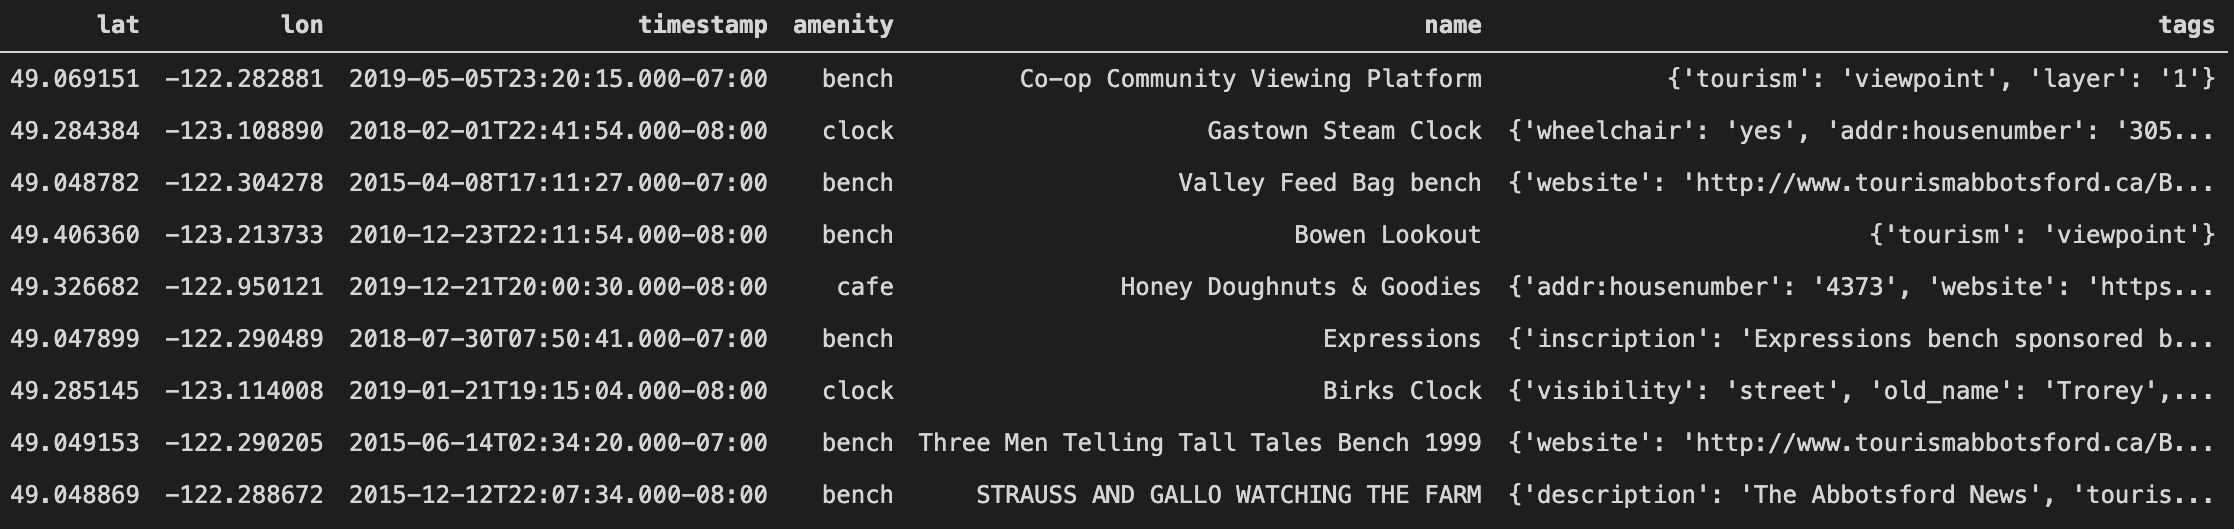 lat lon timestamp amenity name tags
49.069151 -122.282881 2019-05-05T23:20:15.000-07:00 bench Co-op Community Viewing Platform {'tourism': 'viewpoint', 'layer': '1'}
49.284384 -123.108890 2018-02-01T22:41:54.000-08:00 clock Gastown Steam Clock {'wheelchair': 'yes', 'addr:housenumber': '305...
49.048782 -122.304278 2015-04-08T17:11:27.000-07:00 bench Valley Feed Bag bench {'website': 'http://www.tourismabbotsford.ca/B...
49.406360 -123.213733 2010-12-23T22:11:54.000-08:00 bench Bowen Lookout {'tourism': 'viewpoint'}
49.326682 -122.950121 2019-12-21T20:00:30.000-08:00 cafe Honey Doughnuts & Goodies {'addr:housenumber': '4373', 'website': 'https...
49.047899 -122.290489 2018-07-30T07:50:41.000-07:00 bench Expressions {'inscription': 'Expressions bench sponsored b...
49.285145 -123.114008 2019-01-21T19:15:04.000-08:00 clock Birks Clock {'visibility': 'street', 'old_name': 'Trorey',...
49.049153 -122.290205 2015-06-14T02:34:20.000-07:00 bench Three Men Telling Tall Tales Bench 1999 {'website': 'http://www.tourismabbotsford.ca/B...
49.048869 -122.288672 2015-12-12T22:07:34.000-08:00 bench STRAUSS AND GALLO WATCHING THE FARM {'description': 'The Abbotsford News', 'touris...